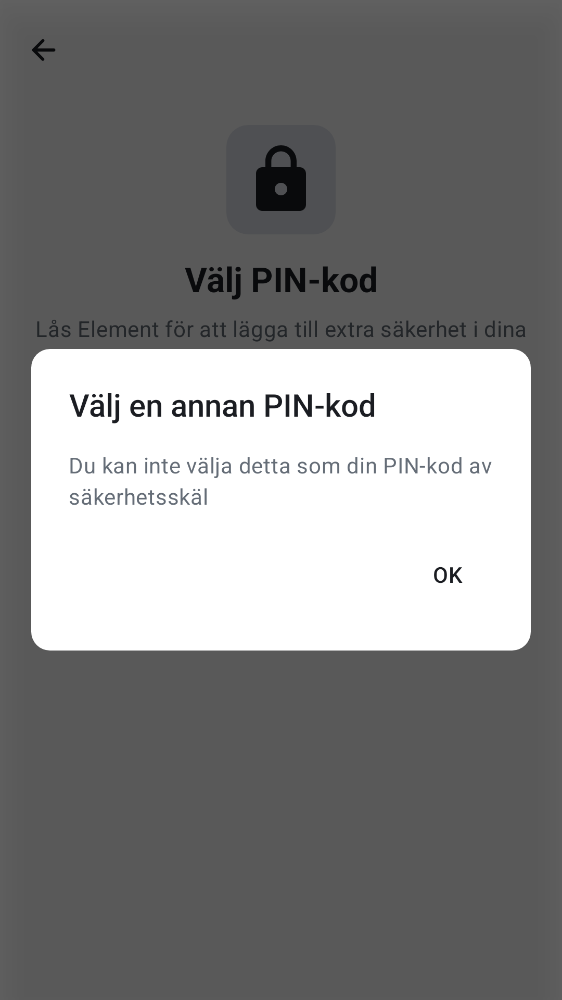 Välj PIN-kod
Lås Element för att lägga till extra säkerhet i dina
Välj en annan PIN-kod
Du kan inte välja detta som din PIN-kod av
säkerhetsskäl
OK